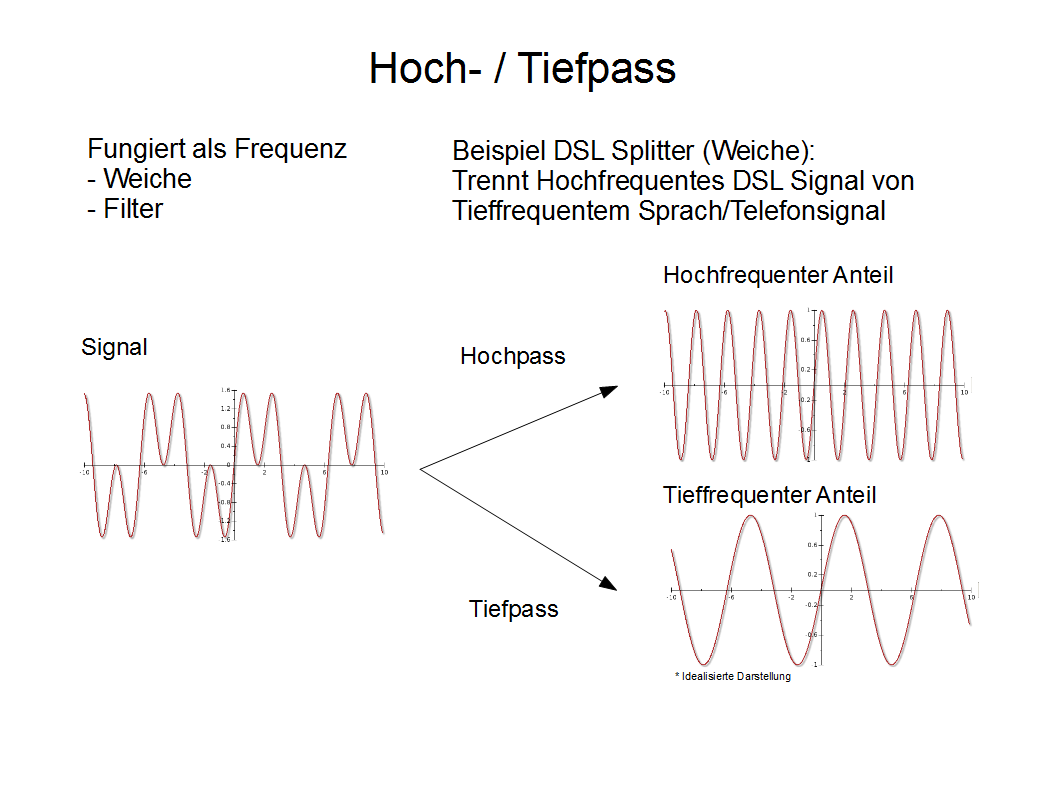 Hoch- / Tiefpass
Fungiert als Frequenz
- Weiche
- Filter
Beispiel DSL Splitter (Weiche):
Trennt Hochfrequentes DSL Signal von
Tieffrequentem Sprach/Telefonsignal
Signal
1.6
1.2
0.8
0.4
0
-0.4
-0.8
1.2
1.6
-10 -6 -2 2 6 10
Hochpass
Tiefpass
Hochfrequenter Anteil
1
0.6
0.2
-0.2
-0.6
1
-10 -6 -2 2 6 10
Tieffrequenter Anteil
1
0.6
0.2
-0.2
-0.6
1
-10 -6 -2 2 6 10
* Idealisierte Darstellung